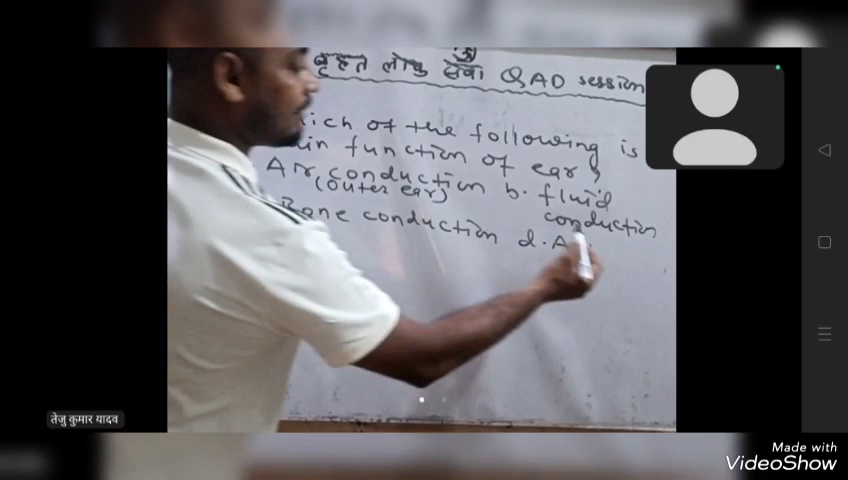 बृहत लोक सेवा Q&AD session
ich of the following is
in function of ear?
Air conduction b. fluid
(outer ear) conduction
Bone conduction d. A
तेजु कुमार यादव
Made with
VideoShow